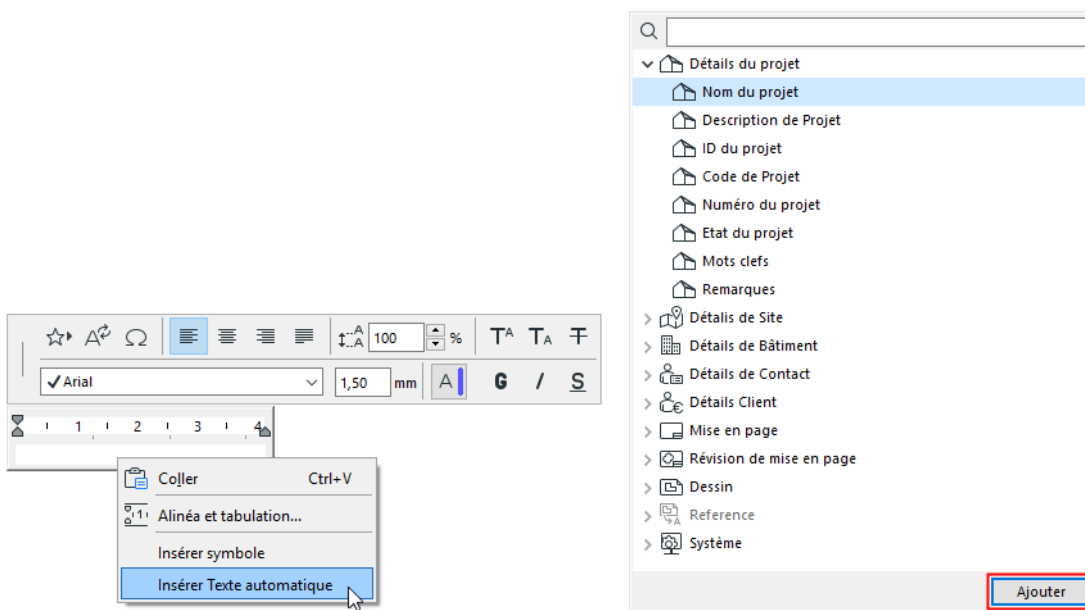 100 %
TA TA T
Arial
1,50 mm
A
G / S
1 2 3 4
Coller Ctrl+V
Alinéa et tabulation...
Insérer symbole
Insérer Texte automatique
Détails du projet
Nom du projet
Description de Projet
ID du projet
Code de Projet
Numéro du projet
Etat du projet
Mots clefs
Remarques
Détalis de Site
Détails de Bâtiment
Détails de Contact
Détails Client
Mise en page
Révision de mise en page
Dessin
Reference
Système
Ajouter